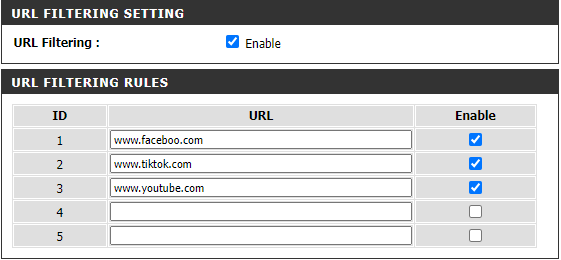 URL FILTERING SETTING
URL Filtering : Enable
URL FILTERING RULES
ID URL Enable
1 www.faceboo.com
2 www.tiktok.com
3 www.youtube.com
4
5